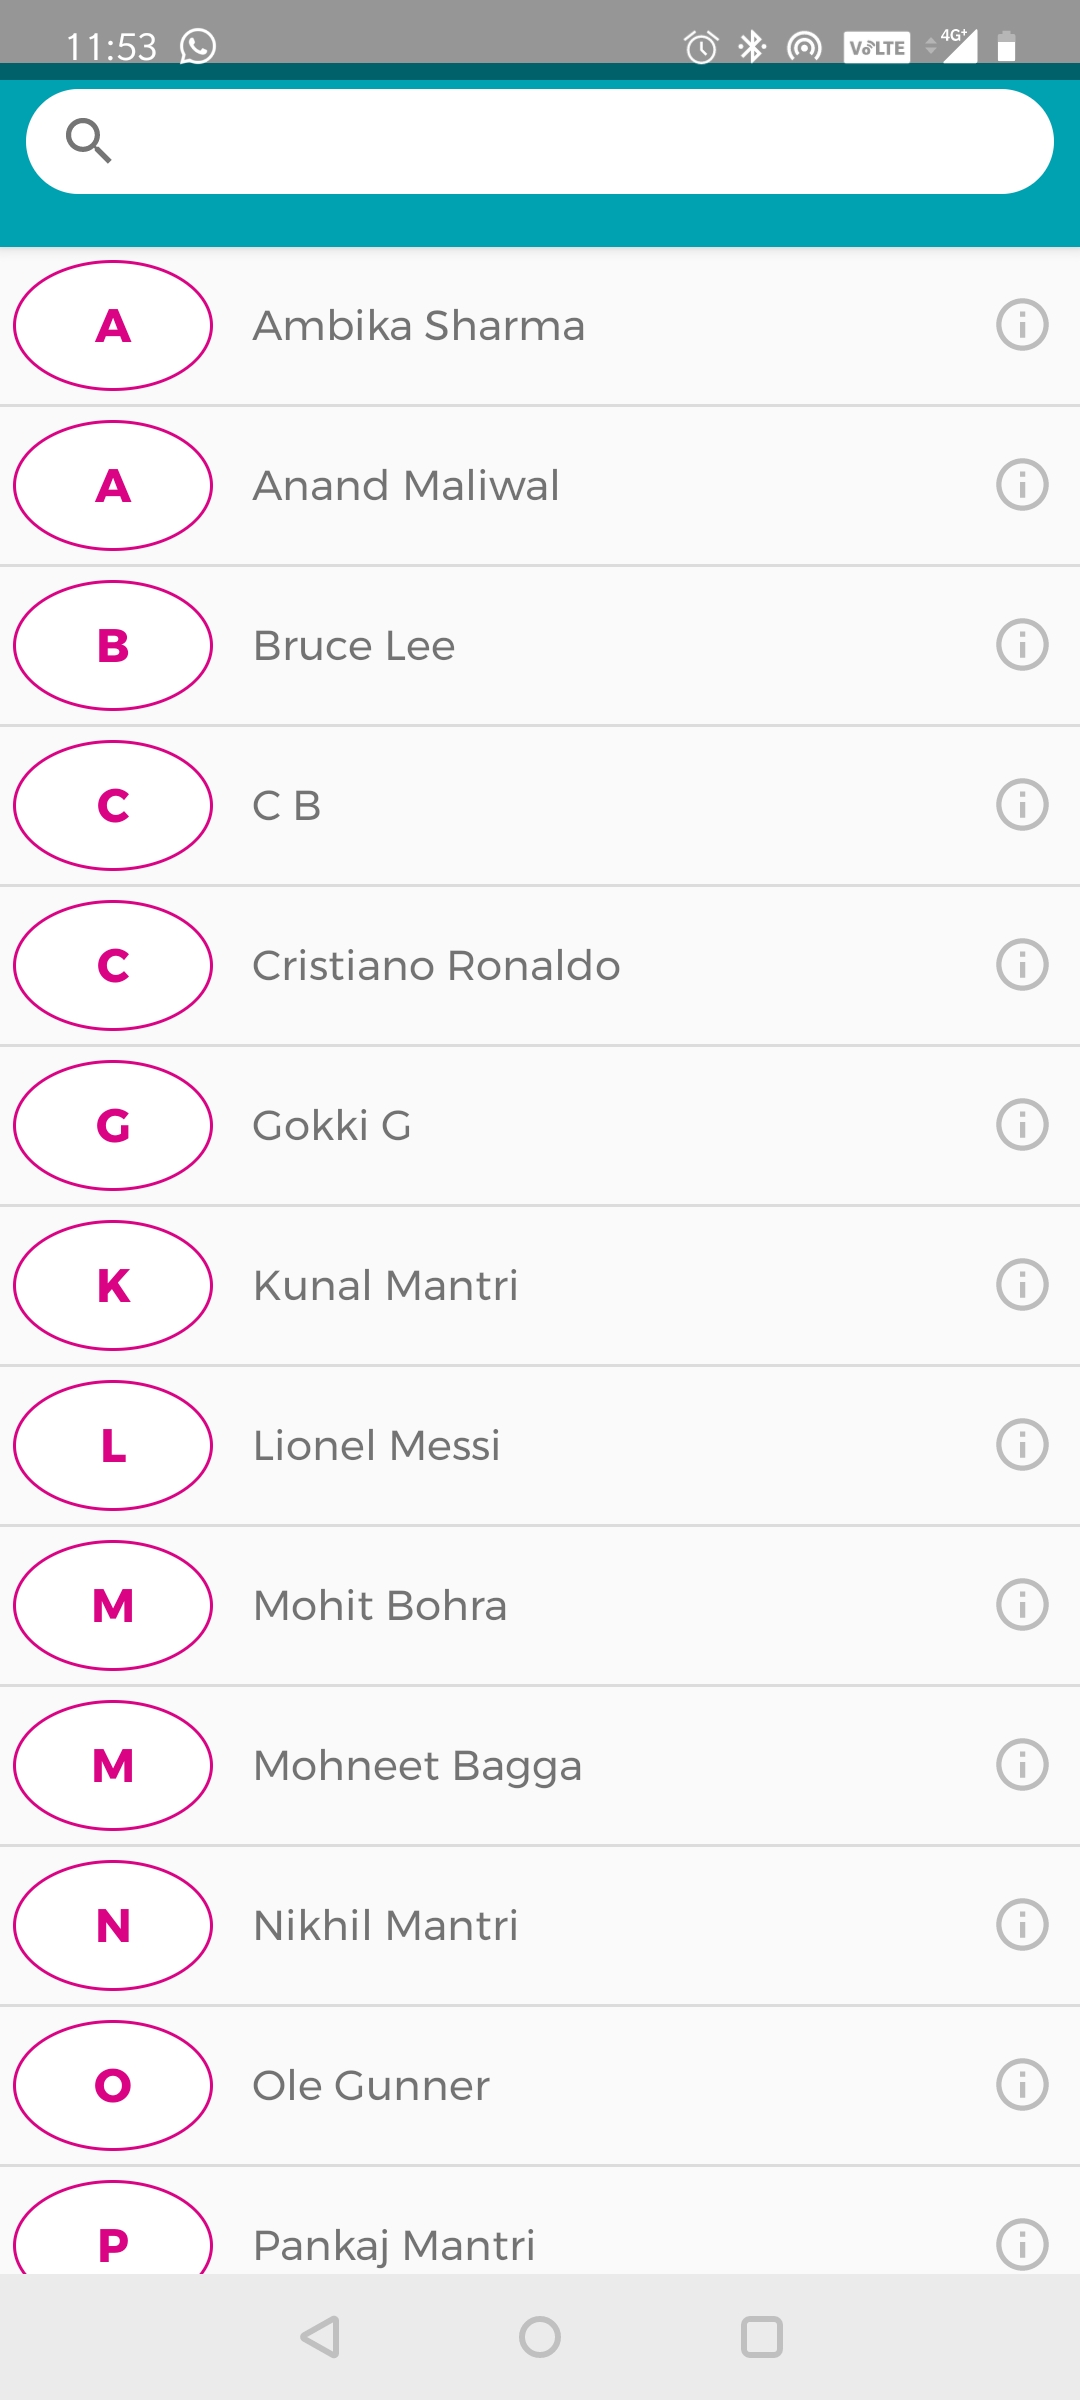 11:53 VoLTE 4G+
A Ambika Sharma
A Anand Maliwal
B Bruce Lee
C C B
C Cristiano Ronaldo
G Gokki G
K Kunal Mantri
L Lionel Messi
M Mohit Bohra
M Mohneet Bagga
N Nikhil Mantri
O Ole Gunner
P Pankaj Mantri